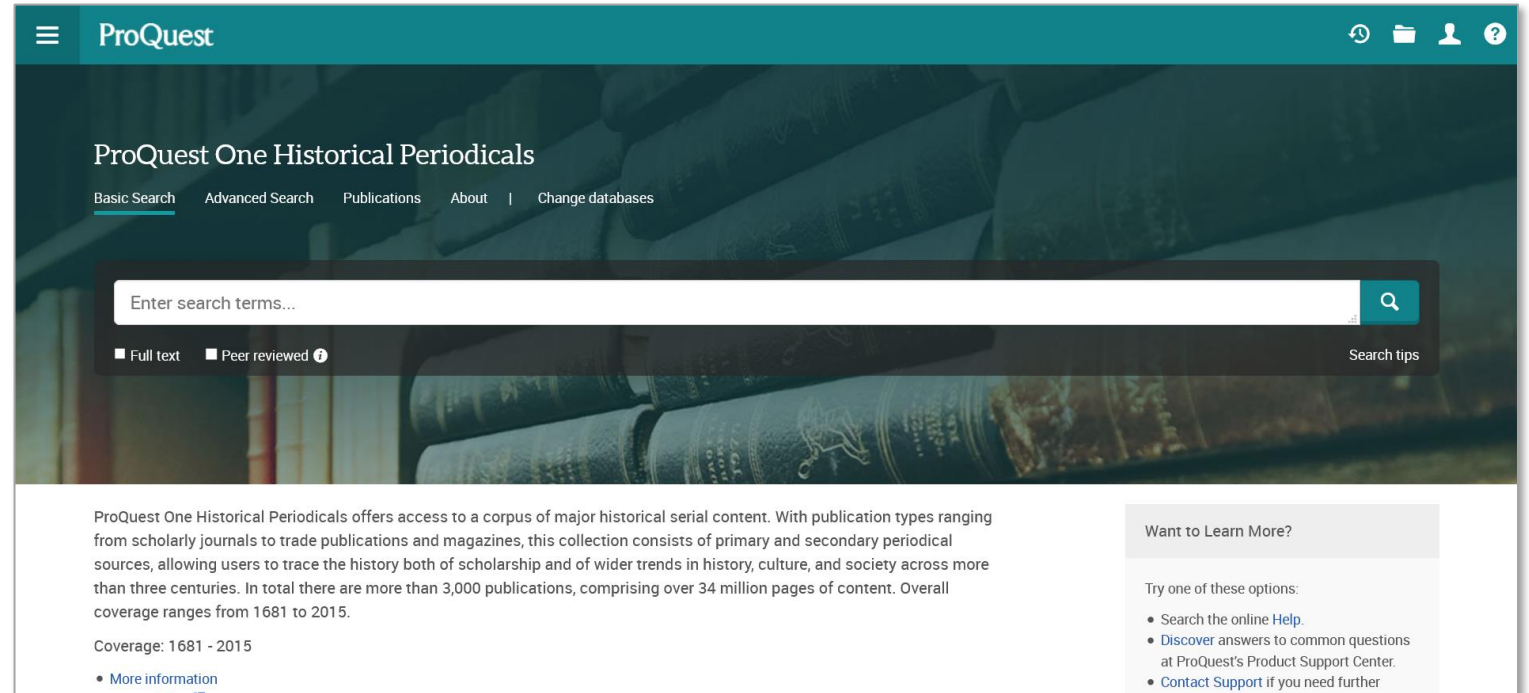 ProQuest
ProQuest One Historical Periodicals
Basic Search Advanced Search Publications About | Change databases
Enter search terms...
Full text Peer reviewed
Search tips
ProQuest One Historical Periodicals offers access to a corpus of major historical serial content. With publication types ranging
from scholarly journals to trade publications and magazines, this collection consists of primary and secondary periodical
sources, allowing users to trace the history both of scholarship and of wider trends in history, culture, and society across more
than three centuries. In total there are more than 3,000 publications, comprising over 34 million pages of content. Overall
coverage ranges from 1681 to 2015.
Coverage: 1681 - 2015
• More information
Want to Learn More?
Try one of these options:
• Search the online Help.
• Discover answers to common questions
at ProQuest's Product Support Center.
• Contact Support if you need further